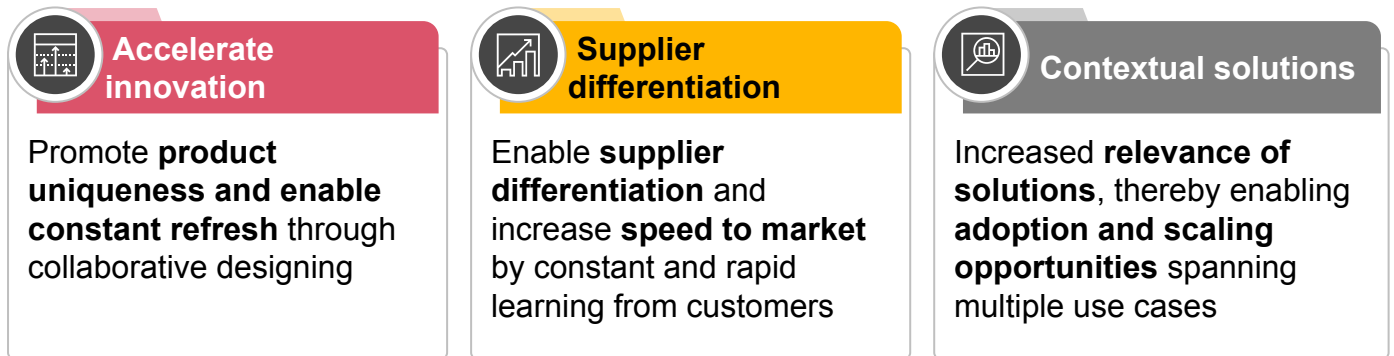 Accelerate
innovation
Promote product
uniqueness and enable
constant refresh through
collaborative designing
Supplier
differentiation
Enable supplier
differentiation and
increase speed to market
by constant and rapid
learning from customers
Contextual solutions
Increased relevance of
solutions, thereby enabling
adoption and scaling
opportunities spanning
multiple use cases